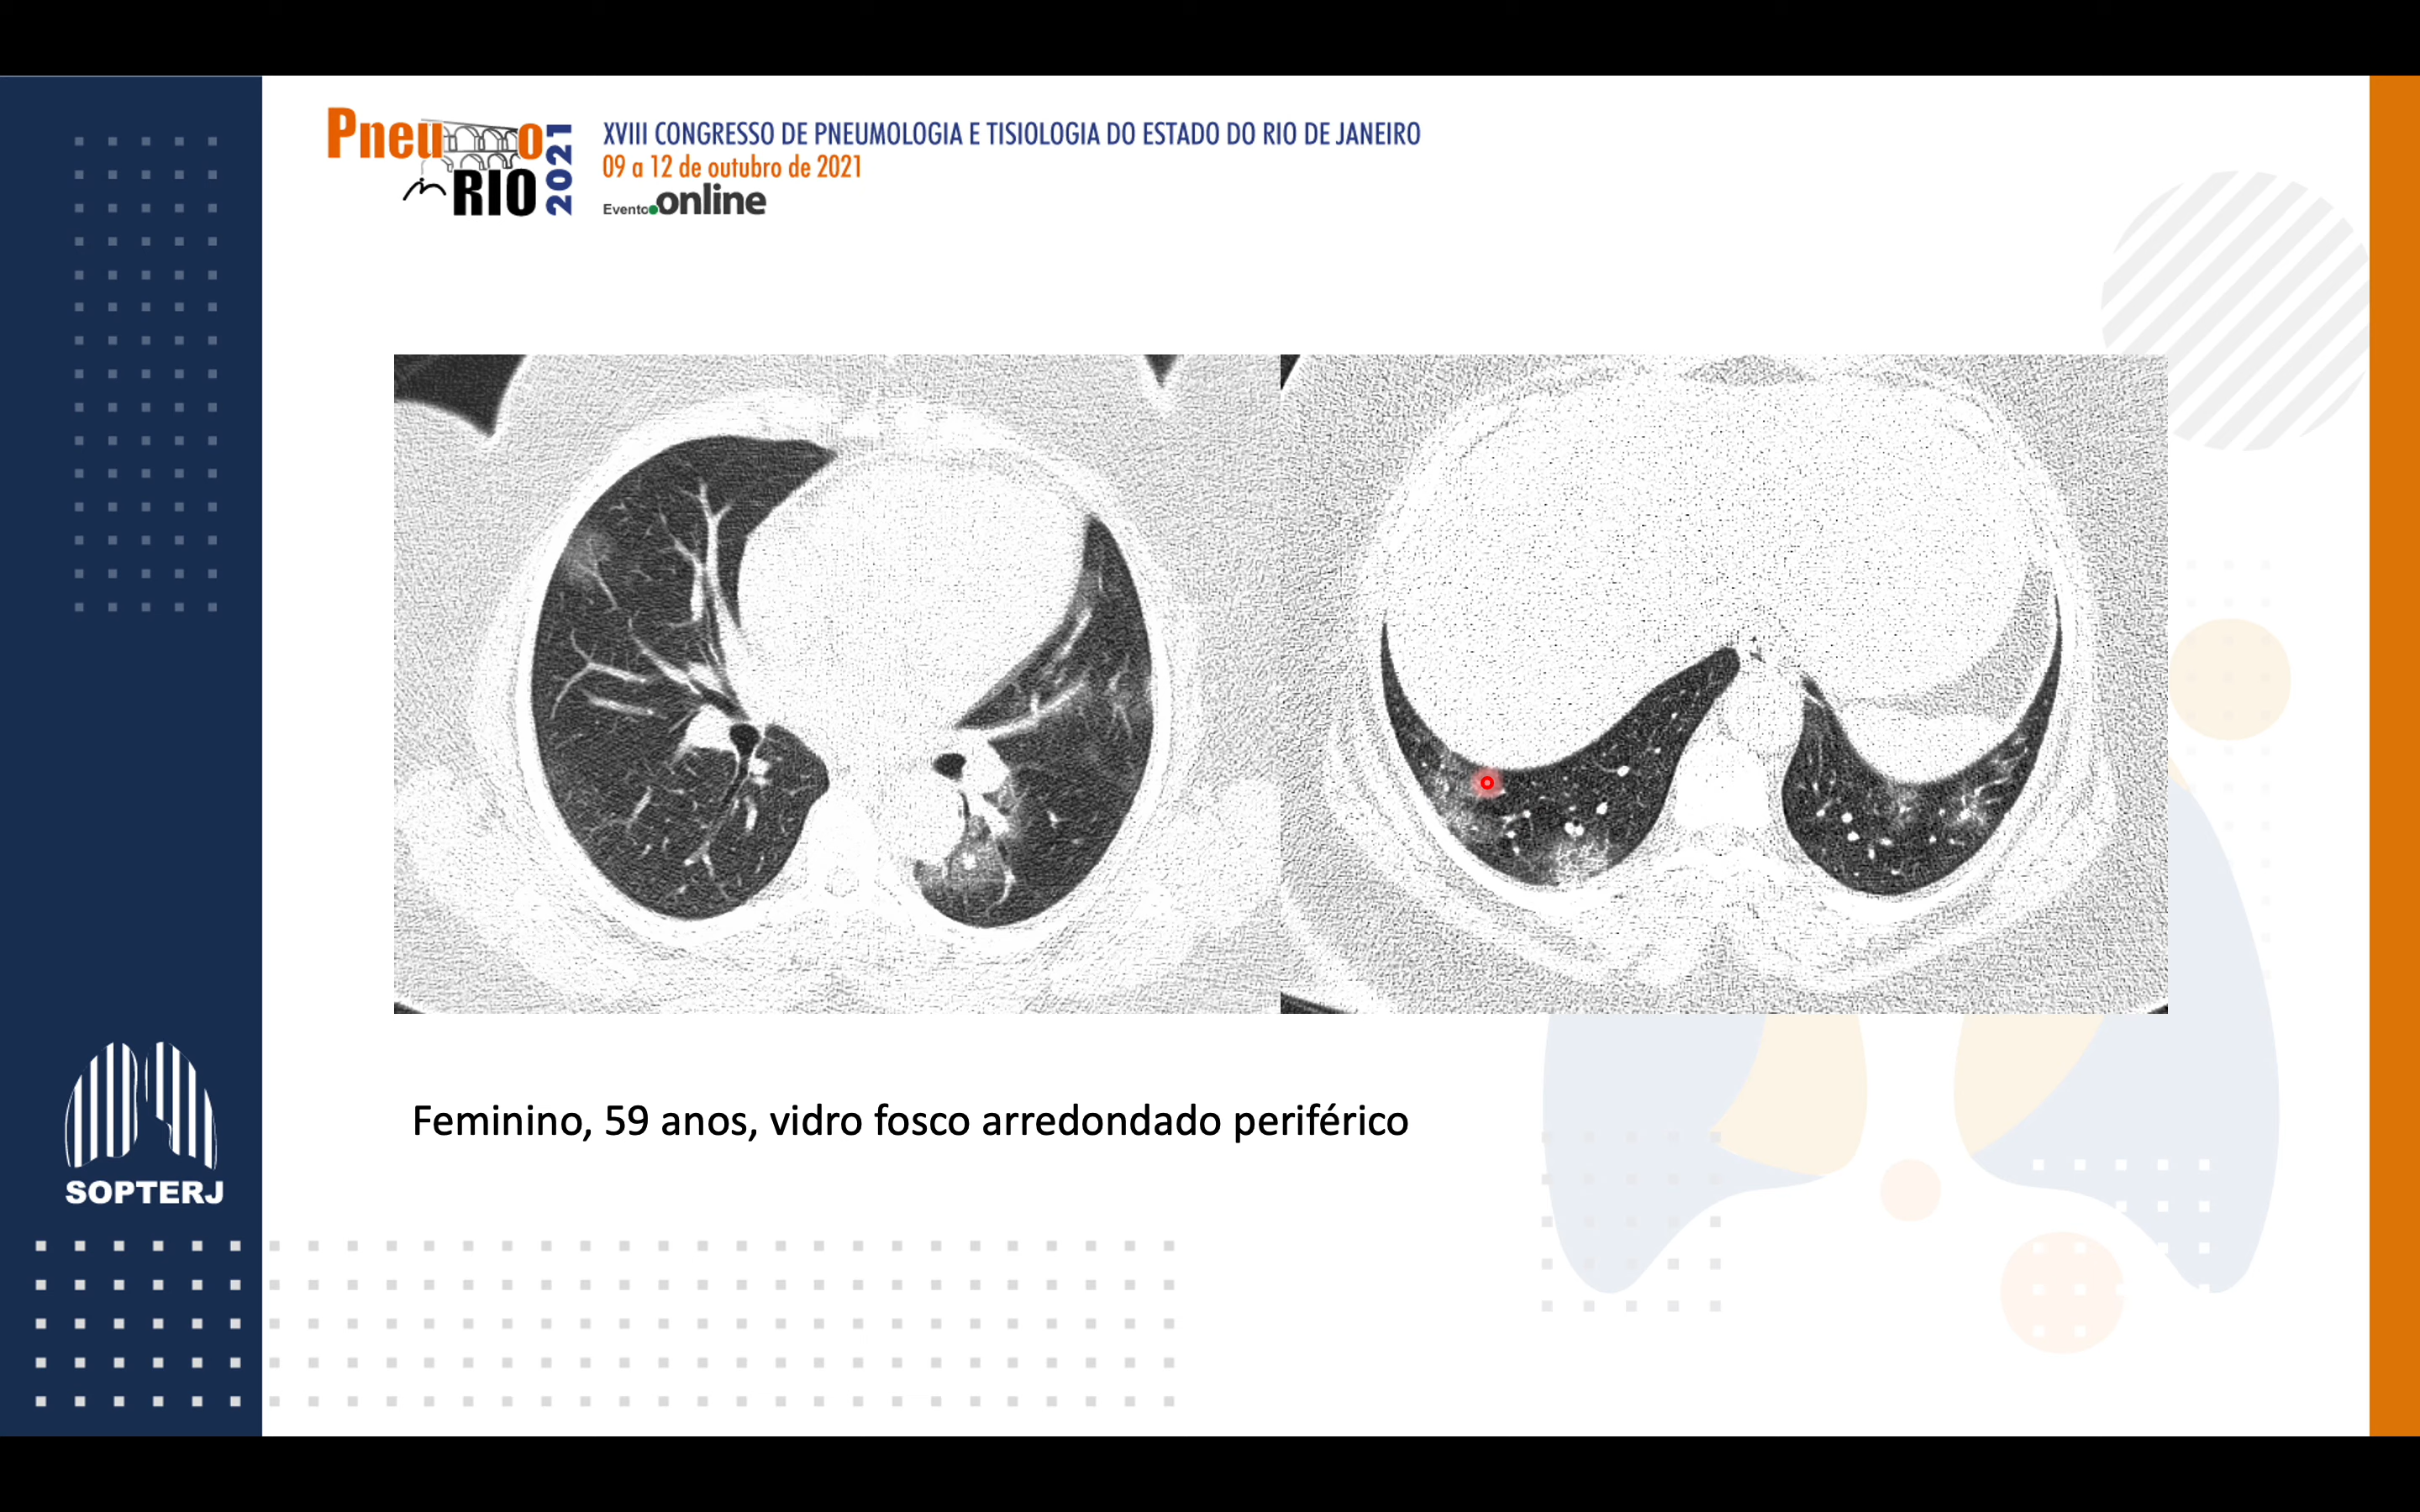 Pneumo
in RIO
2021
XVIII CONGRESSO DE PNEUMOLOGIA E TISIOLOGIA DO ESTADO DO RIO DE JANEIRO
09 a 12 de outubro de 2021
Evento online
Feminino, 59 anos, vidro fosco arredondado periférico
SOPTERJ